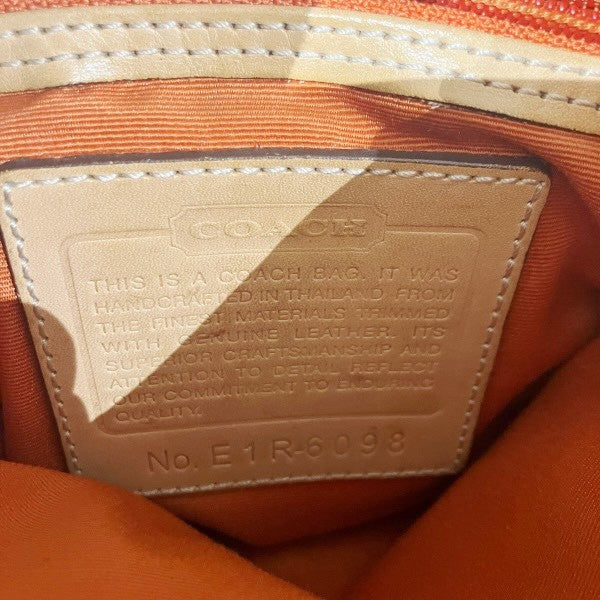 COACH
THIS IS A COACH BAG. IT WAS
HANDCRAFTED IN THAILAND FROM
THE FINEST MATERIALS TRIMMED
WITH GENUINE LEATHER. ITS
SUPERIOR CRAFTSMANSHIP AND
ATTENTION TO DETAIL REFLECT
OUR COMMITMENT TO ENDURING
QUALITY.
No. E1R-6098